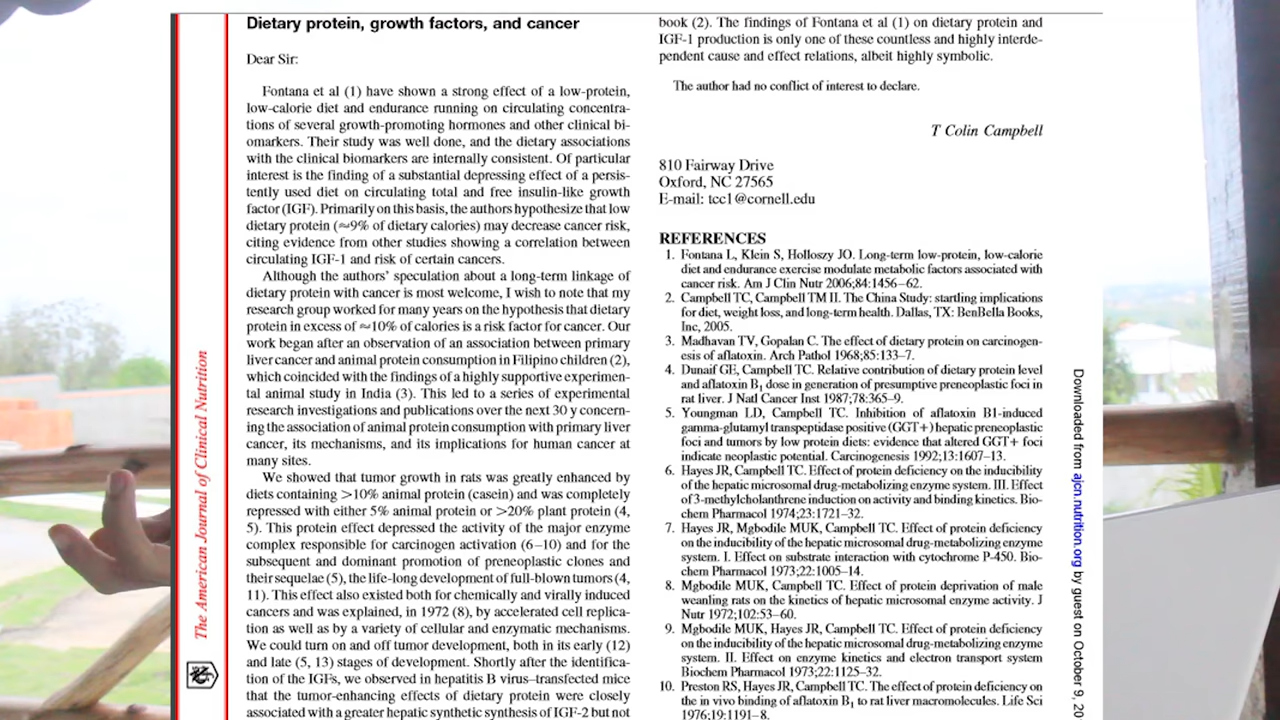 Dietary protein, growth factors, and cancer
Dear Sir:
Fontana et al (1) have shown a strong effect of a low-protein,
low-calorie diet and endurance running on circulating concentra-
tions of several growth-promoting hormones and other clinical bi-
omarkers. Their study was well done, and the dietary associations
with the clinical biomarkers are internally consistent. Of particular
interest is the finding of a substantial depressing effect of a persis-
tently used diet on circulating total and free insulin-like growth
factor (IGF). Primarily on this basis, the authors hypothesize that low
dietary protein (≈9% of dietary calories) may decrease cancer risk,
citing evidence from other studies showing a correlation between
circulating IGF-1 and risk of certain cancers.
Although the authors' speculation about a long-term linkage of
dietary protein with cancer is most welcome, I wish to note that my
research group worked for many years on the hypothesis that dietary
protein in excess of ≈10% of calories is a risk factor for cancer. Our
work began after an observation of an association between primary
liver cancer and animal protein consumption in Filipino children (2),
which coincided with the findings of a highly supportive experimen-
tal animal study in India (3). This led to a series of experimental
research investigations and publications over the next 30 y concern-
ing the association of animal protein consumption with primary liver
cancer, its mechanisms, and its implications for human cancer at
many sites.
We showed that tumor growth in rats was greatly enhanced by
diets containing >10% animal protein (casein) and was completely
repressed with either 5% animal protein or >20% plant protein (4,
5). This protein effect depressed the activity of the major enzyme
complex responsible for carcinogen activation (6–10) and for the
subsequent and dominant promotion of preneoplastic clones and
their sequelae (5), the life-long development of full-blown tumors (4,
11). This effect also existed both for chemically and virally induced
cancers and was explained, in 1972 (8), by accelerated cell replica-
tion as well as by a variety of cellular and enzymatic mechanisms.
We could turn on and off tumor development, both in its early (12)
and late (5, 13) stages of development. Shortly after the identifica-
tion of the IGFs, we observed in hepatitis B virus–transfected mice
that the tumor-enhancing effects of dietary protein were closely
associated with a greater hepatic synthetic synthesis of IGF-2 but not
book (2). The findings of Fontana et al (1) on dietary protein and
IGF-1 production is only one of these countless and highly interde-
pendent cause and effect relations, albeit highly symbolic.
The author had no conflict of interest to declare.
T Colin Campbell
810 Fairway Drive
Oxford, NC 27565
E-mail: tcc1@cornell.edu
REFERENCES
1. Fontana L, Klein S, Holloszy JO. Long-term low-protein, low-calorie
diet and endurance exercise modulate metabolic factors associated with
cancer risk. Am J Clin Nutr 2006;84:1456–62.
2. Campbell TC, Campbell TM II. The China Study: startling implications
for diet, weight loss, and long-term health. Dallas, TX: BenBella Books,
Inc, 2005.
3. Madhavan TV, Gopalan C. The effect of dietary protein on carcinogen-
esis of aflatoxin. Arch Pathol 1968;85:133–7.
4. Dunaif GE, Campbell TC. Relative contribution of dietary protein level
and aflatoxin B1 dose in generation of presumptive preneoplastic foci in
rat liver. J Natl Cancer Inst 1987;78:365–9.
5. Youngman LD, Campbell TC. Inhibition of aflatoxin B1-induced
gamma-glutamyl transpeptidase positive (GGT+) hepatic preneoplastic
foci and tumors by low protein diets: evidence that altered GGT+ foci
indicate neoplastic potential. Carcinogenesis 1992;13:1607–13.
6. Hayes JR, Campbell TC. Effect of protein deficiency on the inducibility
of the hepatic microsomal drug-metabolizing enzyme system. III. Effect
of 3-methylcholanthrene induction on activity and binding kinetics. Bio-
chem Pharmacol 1974;23:1721–32.
7. Hayes JR, Mgbodile MUK, Campbell TC. Effect of protein deficiency
on the inducibility of the hepatic microsomal drug-metabolizing enzyme
system. I. Effect on substrate interaction with cytochrome P-450. Bio-
chem Pharmacol 1973;22:1005–14.
8. Mgbodile MUK, Campbell TC. Effect of protein deprivation of male
weanling rats on the kinetics of hepatic microsomal enzyme activity. J
Nutr 1972;102:53–60.
9. Mgbodile MUK, Hayes JR, Campbell TC. Effect of protein deficiency
on the inducibility of the hepatic microsomal drug-metabolizing enzyme
system. II. Effect on enzyme kinetics and electron transport system
Biochem Pharmacol 1973;22:1125–32.
10. Preston RS, Hayes JR, Campbell TC. The effect of protein deficiency on
the in vivo binding of aflatoxin B1 to rat liver macromolecules. Life Sci
1976;19:1191–8.
The American Journal of Clinical Nutrition
Downloaded from ajcn.nutrition.org by guest on October 9, 20